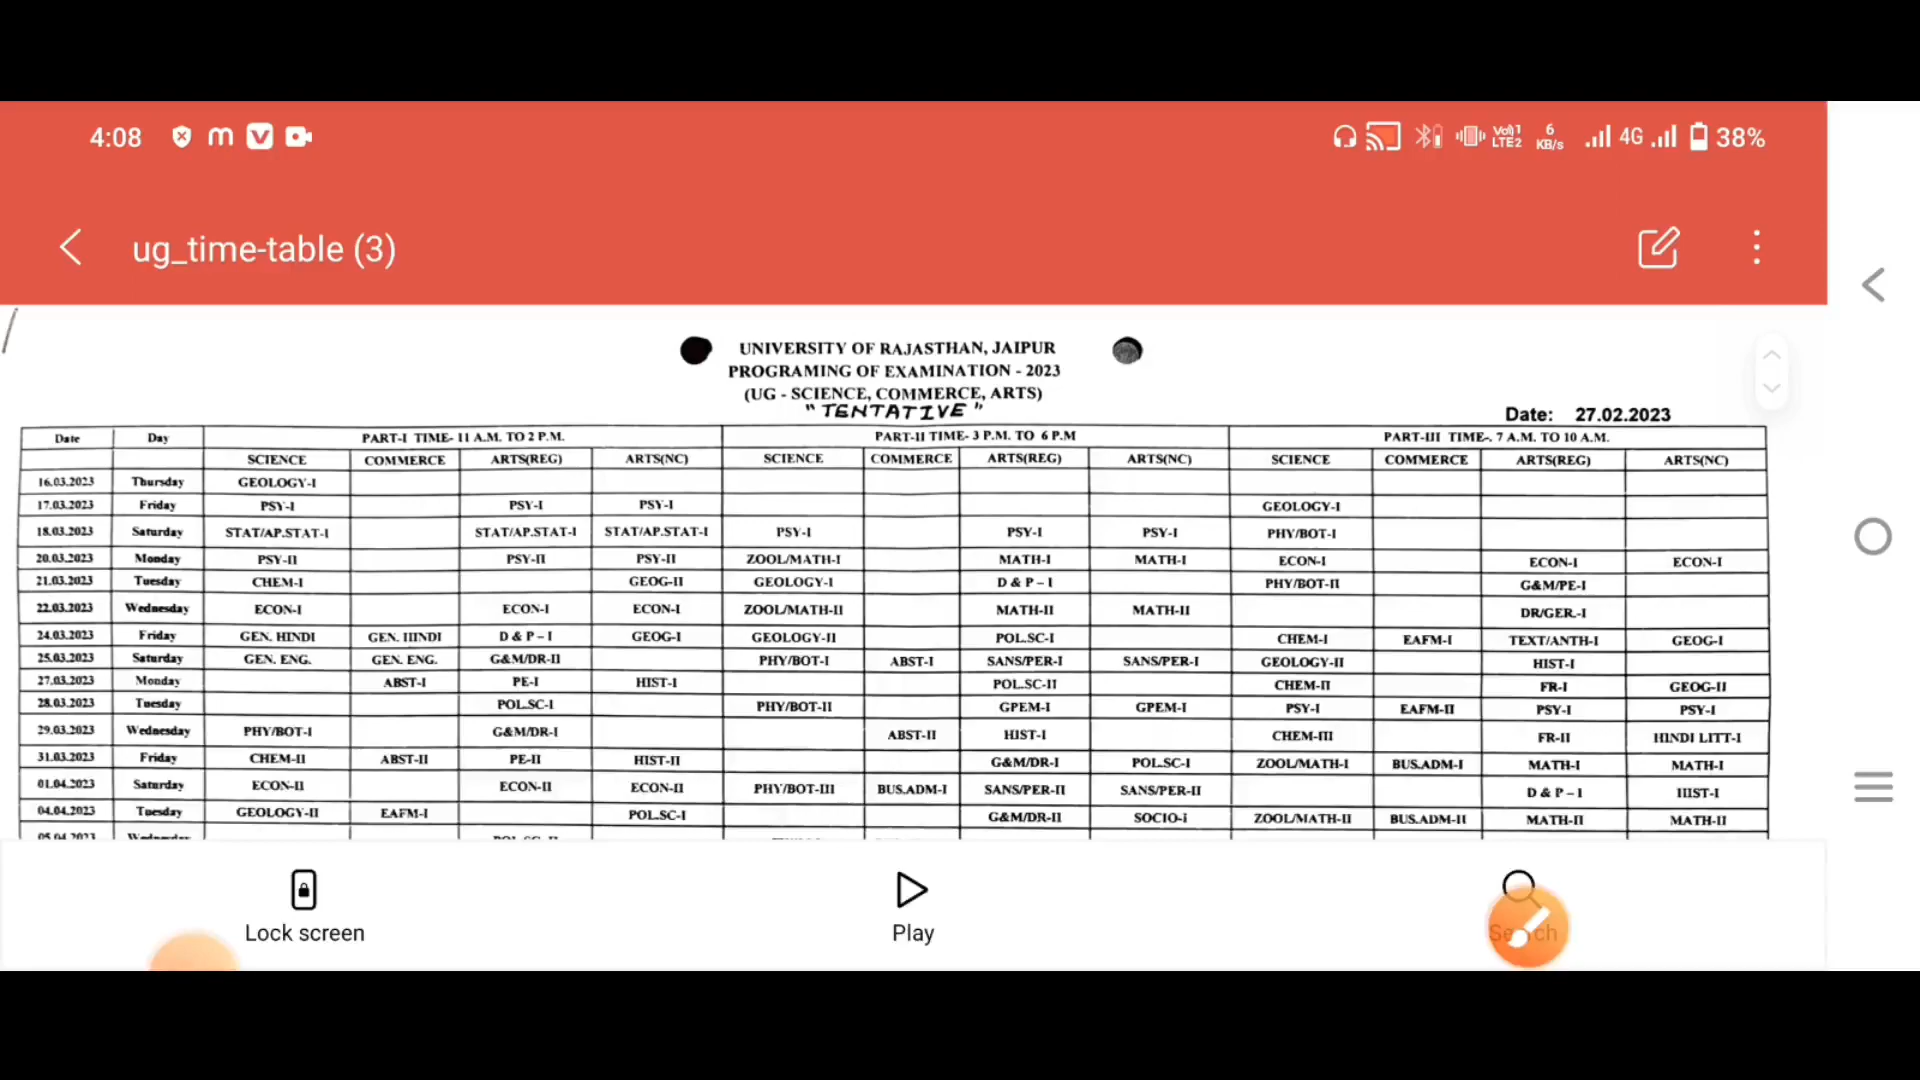 4:08 m V Vol) 1 LTE2 6 KB/s 4G 38%
ug_time-table (3)
UNIVERSITY OF RAJASTHAN, JAIPUR
PROGRAMING OF EXAMINATION - 2023
(UG - SCIENCE, COMMERCE, ARTS)
" TENTATIVE "
Date: 27.02.2023
Date Day PART-I TIME- 11 A.M. TO 2 P.M. PART-II TIME- 3 P.M. TO 6 P.M PART-III TIME-. 7 A.M. TO 10 A.M.
SCIENCE COMMERCE ARTS(REG) ARTS(NC) SCIENCE COMMERCE ARTS(REG) ARTS(NC) SCIENCE COMMERCE ARTS(REG) ARTS(NC)
16.03.2023 Thursday GEOLOGY-I
17.03.2023 Friday PSY-I PSY-I PSY-I GEOLOGY-I
18.03.2023 Saturday STAT/AP.STAT-I STAT/AP.STAT-I STAT/AP.STAT-I PSY-I PSY-I PSY-I PHY/BOT-I
20.03.2023 Monday PSY-II PSY-II PSY-II ZOOL/MATH-I MATH-I MATH-I ECON-I ECON-I ECON-I
21.03.2023 Tuesday CHEM-I GEOG-II GEOLOGY-I D & P – I PHY/BOT-II G&M/PE-I
22.03.2023 Wednesday ECON-I ECON-I ECON-I ZOOL/MATH-II MATH-II MATH-II DR/GER.-I
24.03.2023 Friday GEN. HINDI GEN. HINDI D & P – I GEOG-I GEOLOGY-II POL.SC-I CHEM-I EAFM-I TEXT/ANTH-I GEOG-I
25.03.2023 Saturday GEN. ENG. GEN. ENG. G&M/DR-II PHY/BOT-I ABST-I SANS/PER-I SANS/PER-I GEOLOGY-II HIST-I
27.03.2023 Monday ABST-I PE-I HIST-I POL.SC-II CHEM-II FR-I GEOG-II
28.03.2023 Tuesday POL.SC-I PHY/BOT-II GPEM-I GPEM-I PSY-I EAFM-II PSY-I PSY-I
29.03.2023 Wednesday PHY/BOT-I G&M/DR-I ABST-II HIST-I CHEM-III FR-II HINDI LITT-I
31.03.2023 Friday CHEM-II ABST-II PE-II HIST-II G&M/DR-I POL.SC-I ZOOL/MATH-I BUS.ADM-I MATH-I MATH-I
01.04.2023 Saturday ECON-II ECON-II ECON-II PHY/BOT-III BUS.ADM-I SANS/PER-II SANS/PER-II D & P – I HIST-I
04.04.2023 Tuesday GEOLOGY-II EAFM-I POL.SC-I G&M/DR-II SOCIO-i ZOOL/MATH-II BUS.ADM-II MATH-II MATH-II
05.04.2023 Wednesday POL.SC-II
Lock screen Play Search